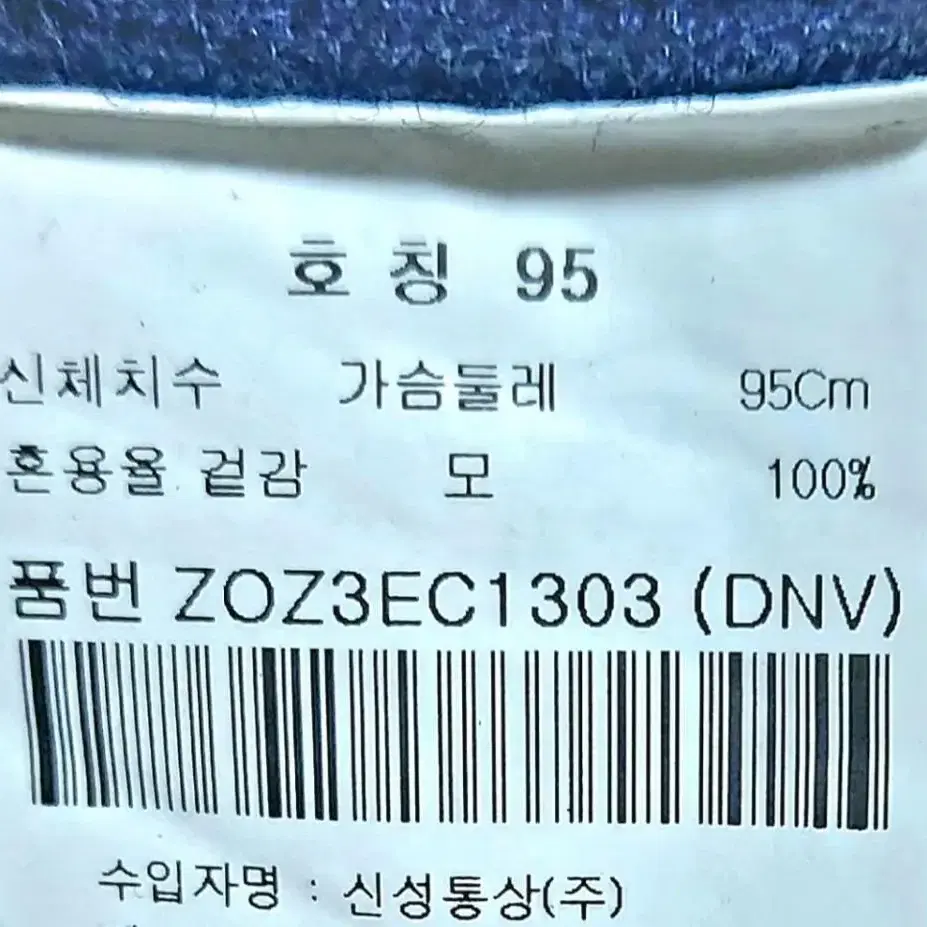 호 칭 95
신체치수 가슴둘레 95Cm
혼용율 겉감 모 100%
품번 ZOZ3EC1303 (DNV)
수입자명 : 신성통상(주)